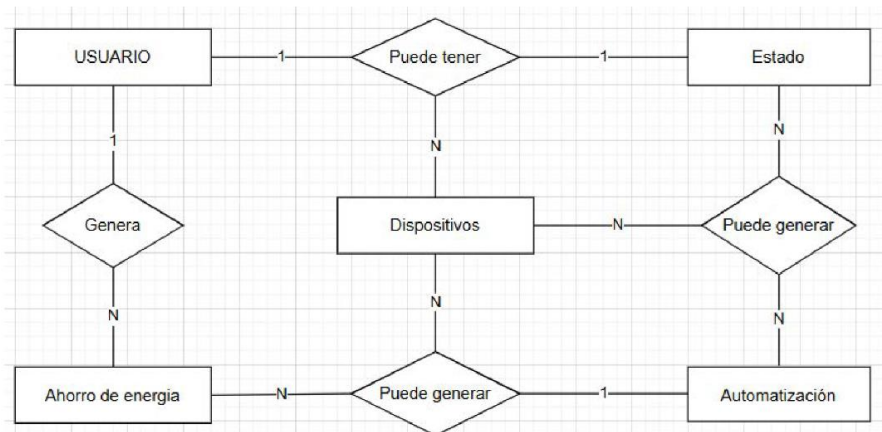 USUARIO
1
Puede tener
1
Estado
1
N
N
Genera
Dispositivos
N
Puede generar
N
N
N
Ahorro de energia
N
Puede generar
1
Automatización